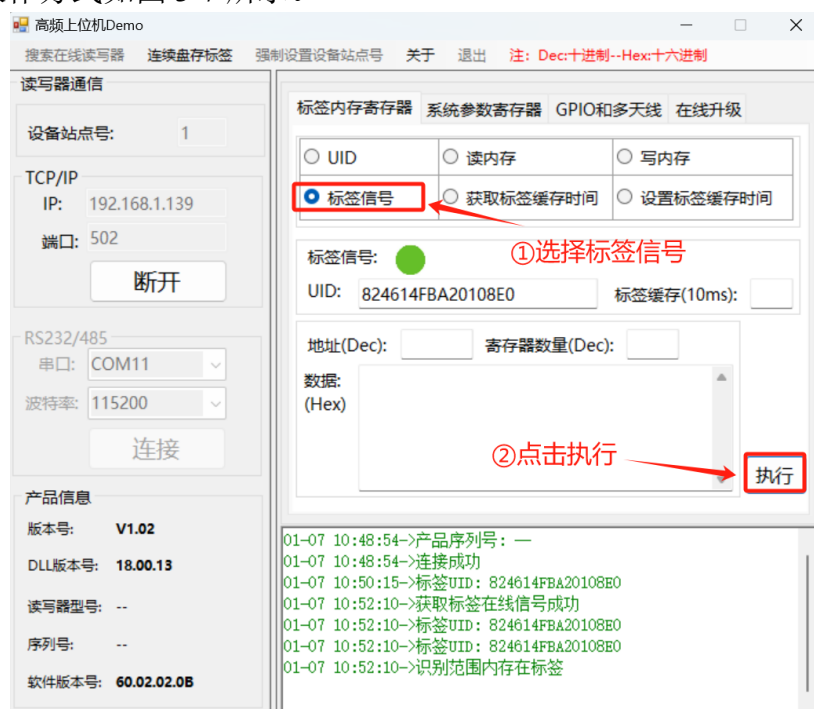 高频上位机Demo
搜索在线读写器 连续盘存标签 强制设置设备站点号 关于 退出 注: Dec:十进制--Hex:十六进制
读写器通信
设备站点号: 1
TCP/IP
IP: 192.168.1.139
端口: 502
断开
RS232/485
串口: COM11
波特率: 115200
连接
产品信息
版本号: V1.02
DLL版本号: 18.00.13
读写器型号: --
序列号: --
软件版本号: 60.02.02.0B
标签内存寄存器 系统参数寄存器 GPIO和多天线 在线升级
UID 读内存 写内存
标签信号 获取标签缓存时间 设置标签缓存时间
①选择标签信号
标签信号:
UID: 824614FBA20108E0 标签缓存(10ms):
地址(Dec): 寄存器数量(Dec):
数据:
(Hex)
②点击执行
执行
01-07 10:48:54->产品序列号: —
01-07 10:48:54->连接成功
01-07 10:50:15->标签UID: 824614FBA20108E0
01-07 10:52:10->获取标签在线信号成功
01-07 10:52:10->标签UID: 824614FBA20108E0
01-07 10:52:10->标签UID: 824614FBA20108E0
01-07 10:52:10->识别范围内存在标签